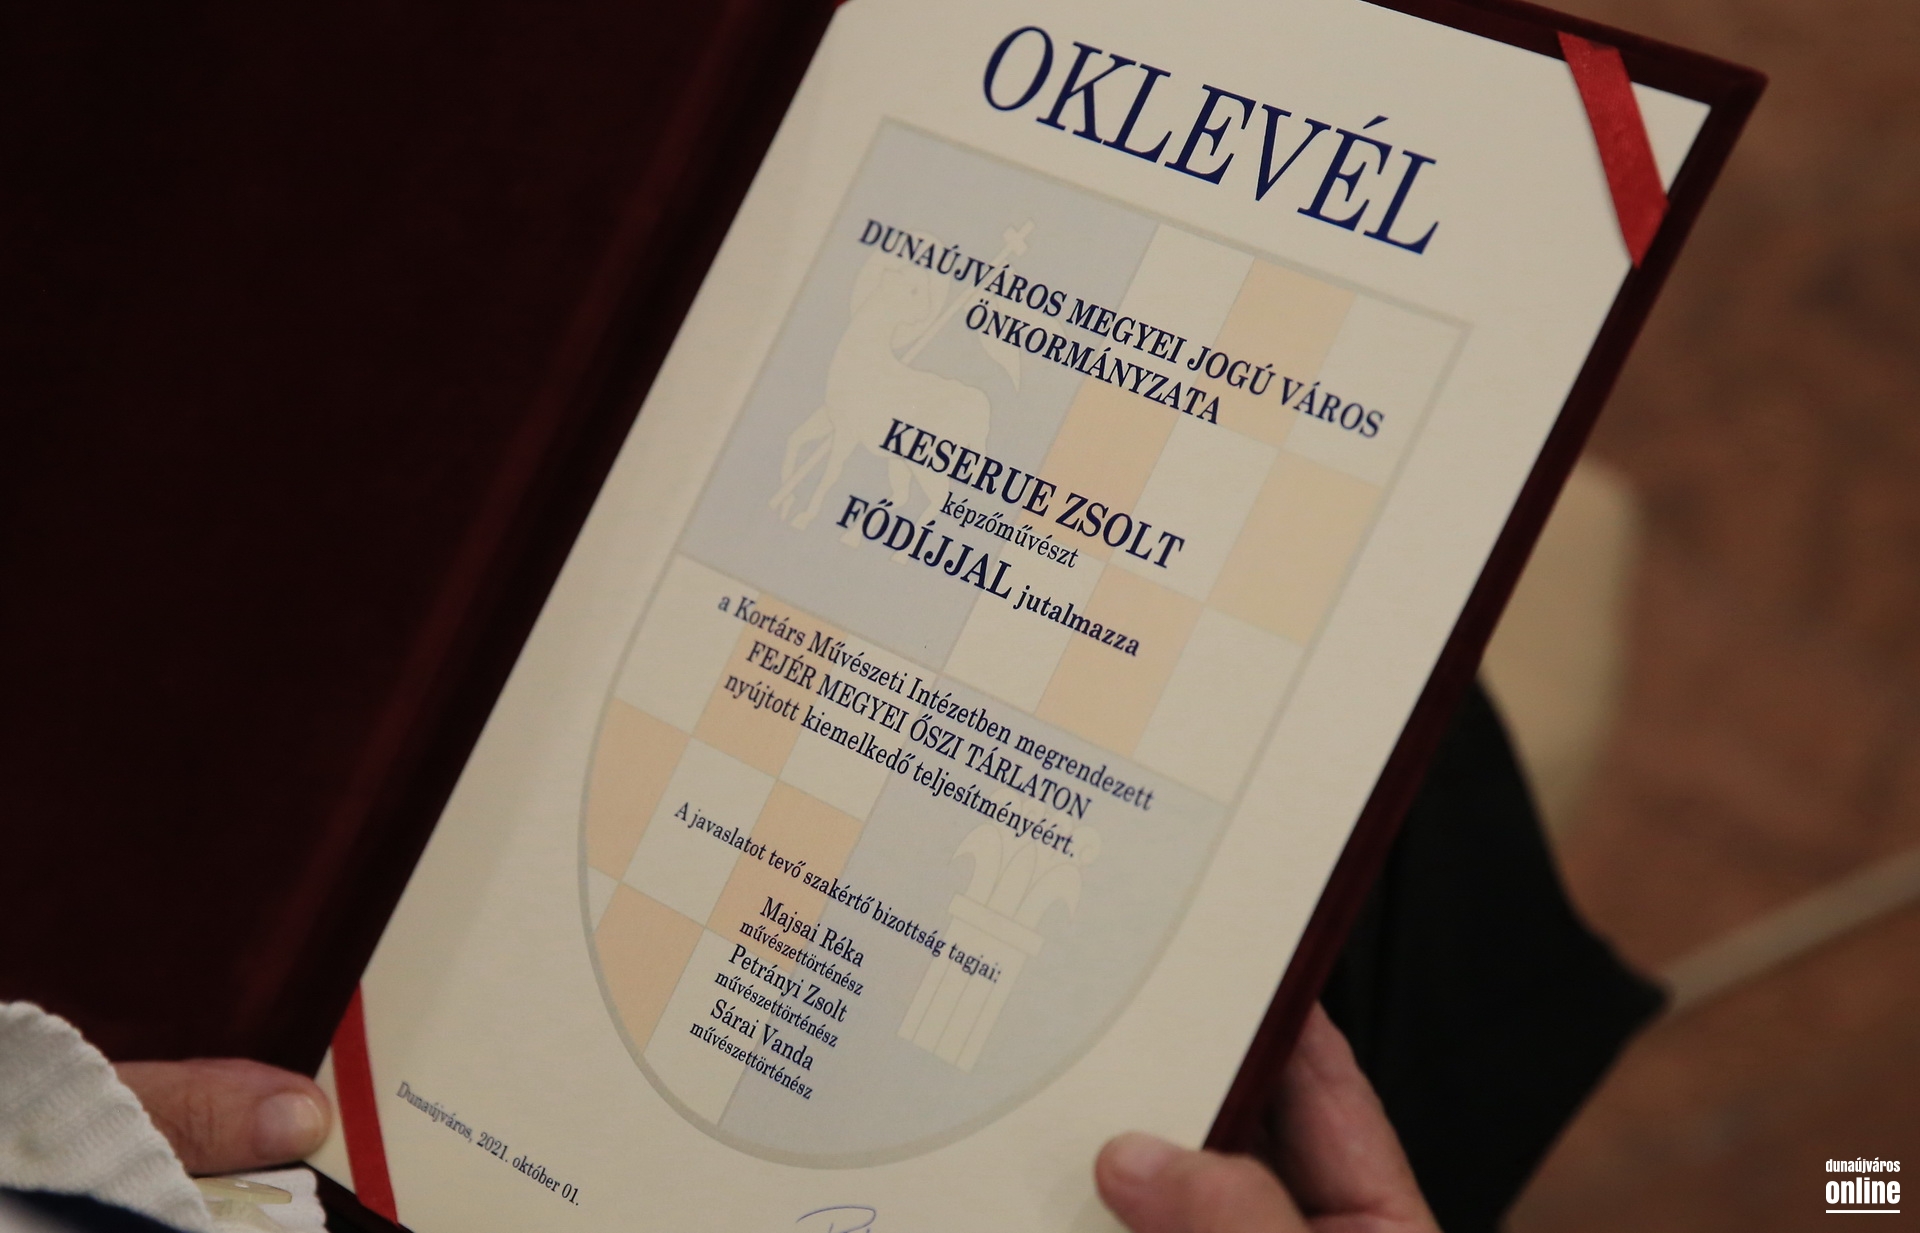 OKLEVÉL
DUNAÚJVÁROS MEGYEI JOGÚ VÁROS
ÖNKORMÁNYZATA
KESERUE ZSOLT
képzőművészt
FŐDÍJJAL jutalmazza
a Kortárs Művészeti Intézetben megrendezett
FEJÉR MEGYEI ŐSZI TÁRLATON
nyújtott kiemelkedő teljesítményéért.
A javaslatot tevő szakértő bizottság tagjai:
Majsai Réka
művészettörténész
Petrányi Zsolt
művészettörténész
Sárai Vanda
művészettörténész
Dunaújváros, 2021. október 01.
dunaújváros
online